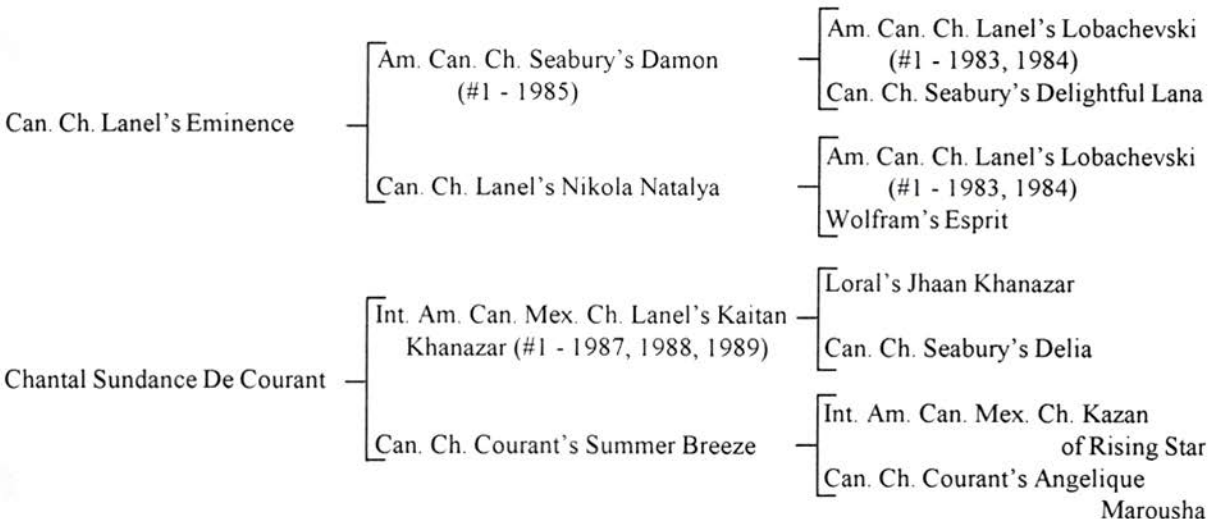 Am. Can. Ch. Lanel's Lobachevski
(#1 - 1983, 1984)
Am. Can. Ch. Seabury's Damon
(#1 - 1985)
Can. Ch. Seabury's Delightful Lana
Can. Ch. Lanel's Eminence
Am. Can. Ch. Lanel's Lobachevski
(#1 - 1983, 1984)
Can. Ch. Lanel's Nikola Natalya
Wolfram's Esprit
Loral's Jhaan Khanazar
Int. Am. Can. Mex. Ch. Lanel's Kaitan
Khanazar (#1 - 1987, 1988, 1989)
Can. Ch. Seabury's Delia
Chantal Sundance De Courant
Int. Am. Can. Mex. Ch. Kazan
of Rising Star
Can. Ch. Courant's Summer Breeze
Can. Ch. Courant's Angelique
Marousha